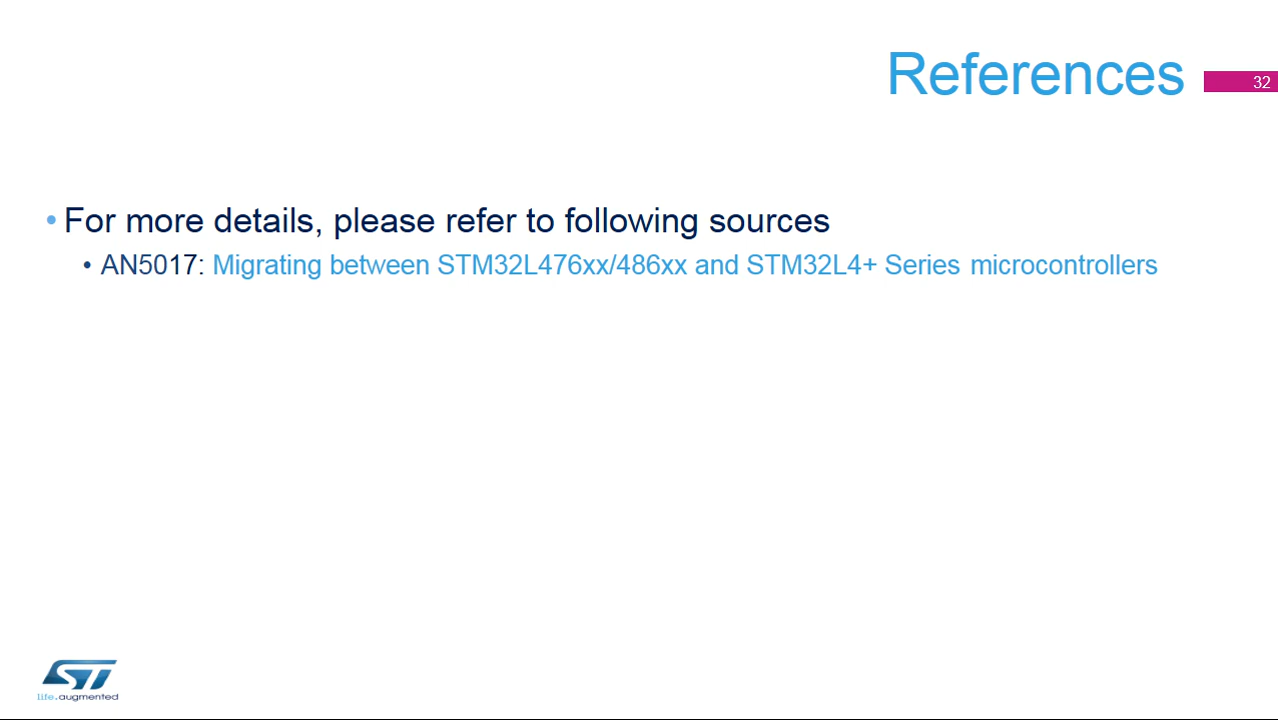 References
32
• For more details, please refer to following sources
• AN5017: Migrating between STM32L476xx/486xx and STM32L4+ Series microcontrollers
ST
life.augmented